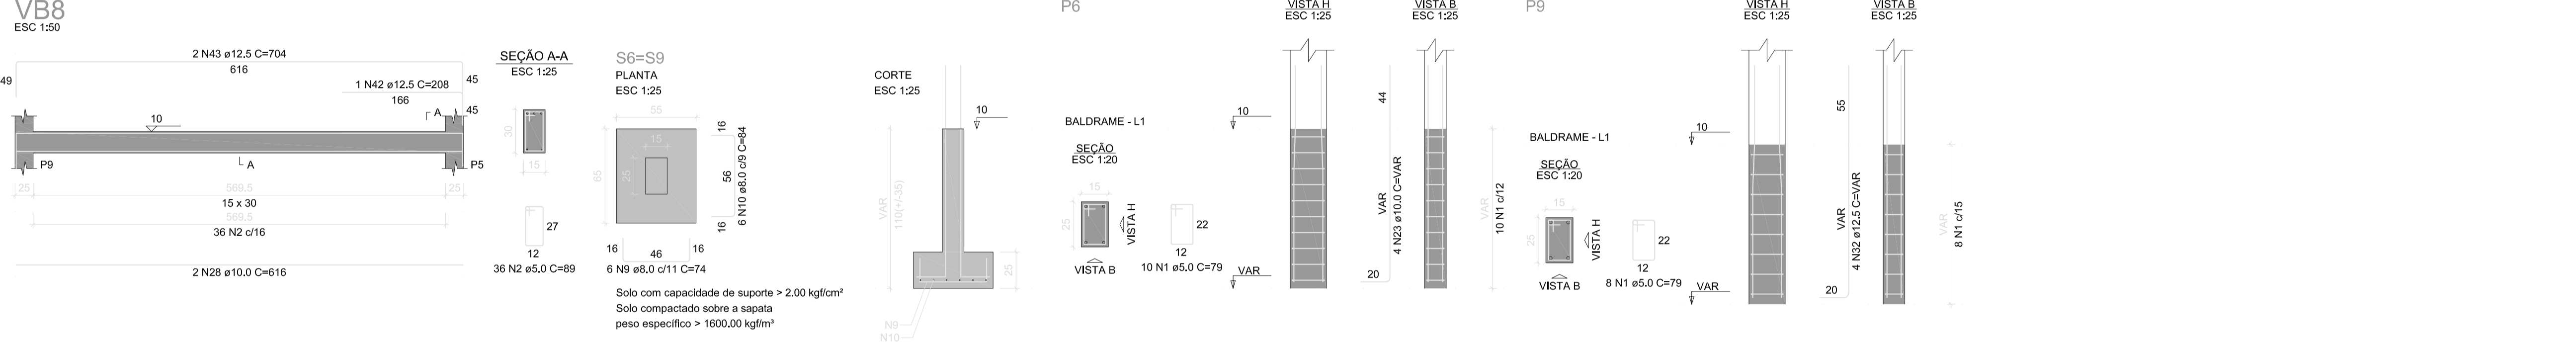 VB8
ESC 1:50
2 N43 ø12.5 C=704
616
49
45
1 N42 ø12.5 C=208
166
45
A
10
P9
A
P5
25
569.5
25
15 x 30
569.5
36 N2 c/16
2 N28 ø10.0 C=616
SEÇÃO A-A
ESC 1:25
30
15
27
12
36 N2 ø5.0 C=89
S6=S9
PLANTA
ESC 1:25
55
15
65
25
16
56
16
6 N10 ø8.0 c/9 C=84
16
46
16
6 N9 ø8.0 c/11 C=74
Solo com capacidade de suporte > 2.00 kgf/cm²
Solo compactado sobre a sapata
peso específico > 1600.00 kgf/m³
CORTE
ESC 1:25
10
VAR
110(+/-35)
25
N9
N10
P6
BALDRAME - L1
SEÇÃO
ESC 1:20
15
25
VISTA H
VISTA B
22
12
10 N1 ø5.0 C=79
VISTA H
ESC 1:25
10
VAR
VISTA B
ESC 1:25
44
VAR
4 N23 ø10.0 C=VAR
20
VAR
10 N1 c/12
P9
BALDRAME - L1
SEÇÃO
ESC 1:20
15
25
VISTA H
VISTA B
22
12
8 N1 ø5.0 C=79
VISTA H
ESC 1:25
10
VAR
VISTA B
ESC 1:25
55
VAR
4 N32 ø12.5 C=VAR
20
VAR
8 N1 c/15